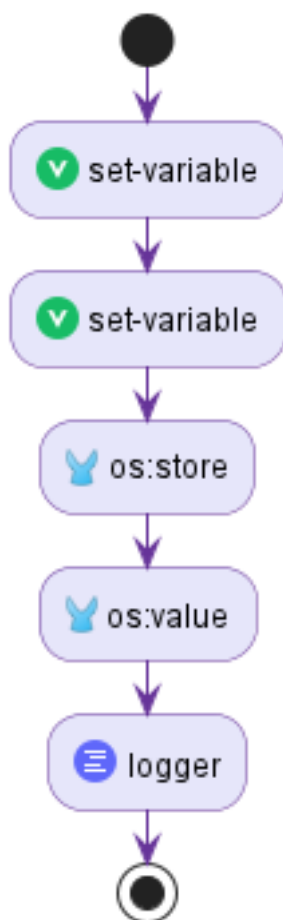 set-variable
set-variable
os:store
os:value
logger